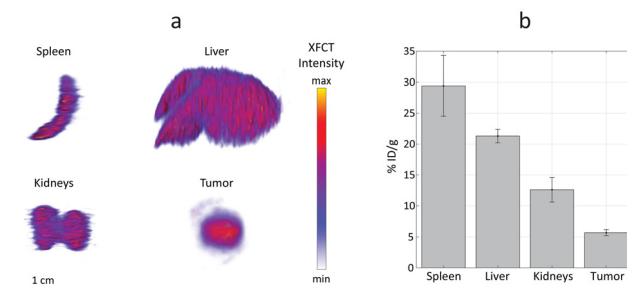 a
Spleen
Liver
XFCT
Intensity
max
Kidneys
Tumor
1 cm
min
b
35
30
25
20
15
10
5
0
% ID/g
Spleen
Liver
Kidneys
Tumor